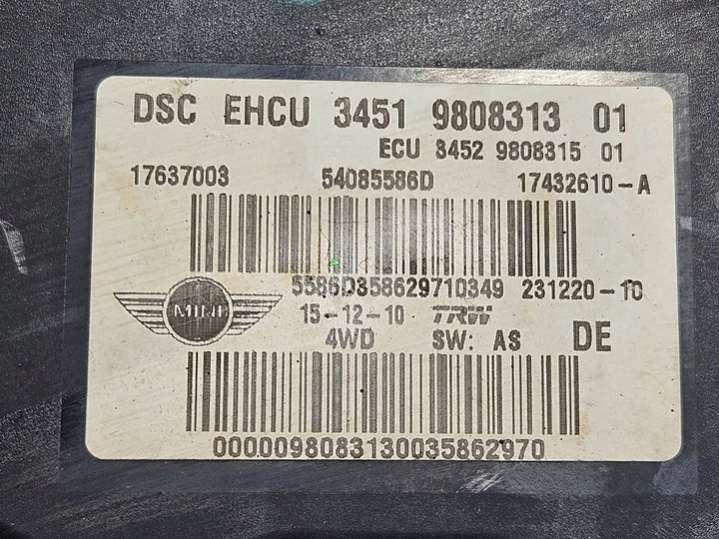 DSC EHCU 3451 9808313 01
ECU 3452 9808315 01
17637003 54085586D 17432610-A
5586D358629710349 231220-10
MINI 15-12-10 TRW
4WD SW: AS DE
0000098083130035862970